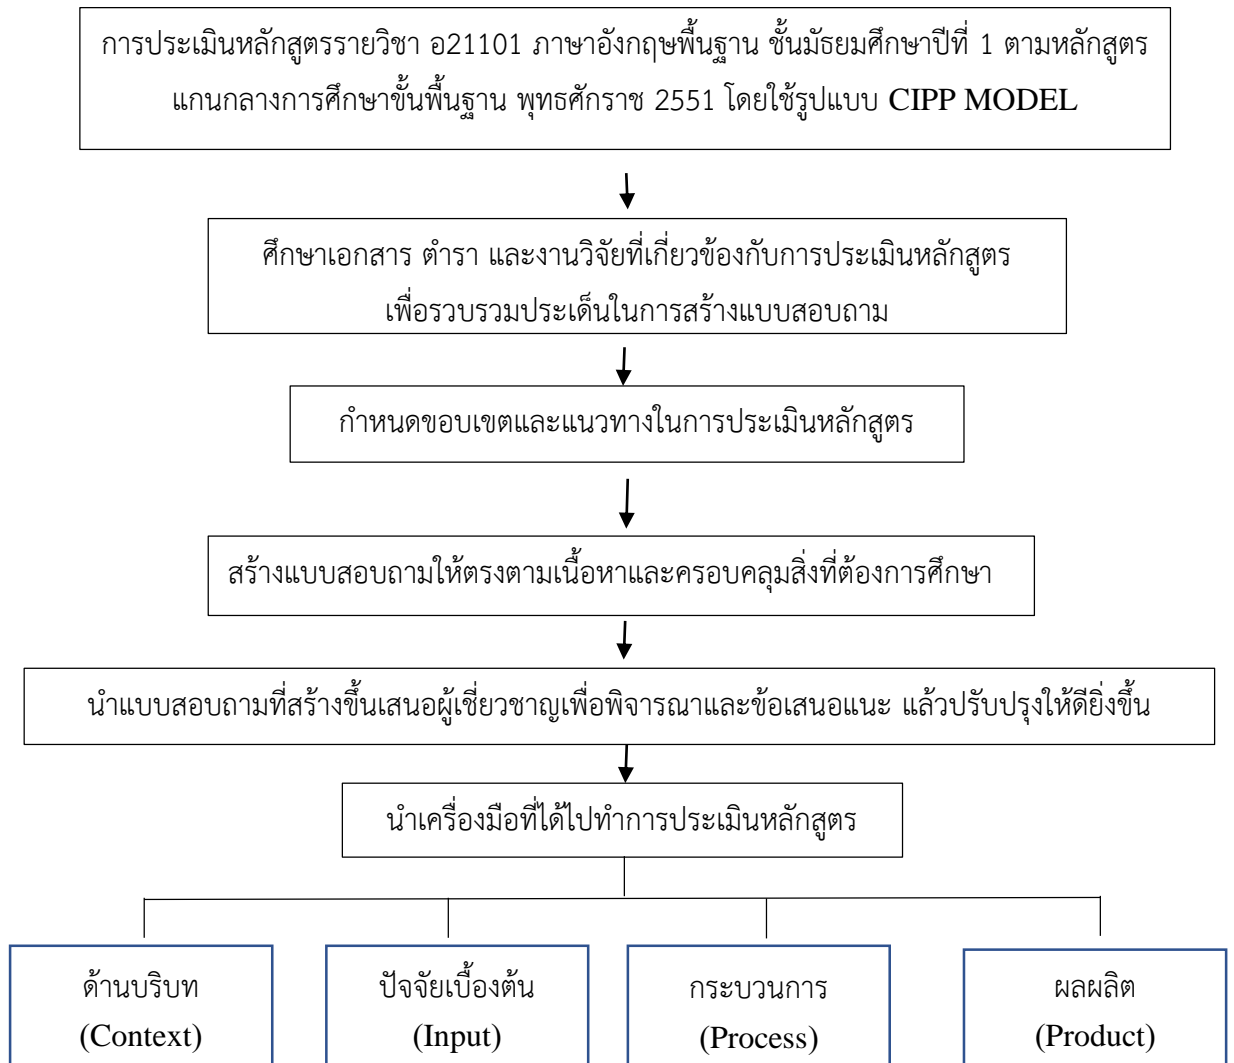 การประเมินหลักสูตรรายวิชา อ21101 ภาษาอังกฤษพื้นฐาน ชั้นมัธยมศึกษาปีที่ 1 ตามหลักสูตร
แกนกลางการศึกษาขั้นพื้นฐาน พุทธศักราช 2551 โดยใช้รูปแบบ CIPP MODEL
ศึกษาเอกสาร ตำรา และงานวิจัยที่เกี่ยวข้องกับการประเมินหลักสูตร
เพื่อรวบรวมประเด็นในการสร้างแบบสอบถาม
กำหนดขอบเขตและแนวทางในการประเมินหลักสูตร
สร้างแบบสอบถามให้ตรงตามเนื้อหาและครอบคลุมสิ่งที่ต้องการศึกษา
นำแบบสอบถามที่สร้างขึ้นเสนอผู้เชี่ยวชาญเพื่อพิจารณาและข้อเสนอแนะ แล้วปรับปรุงให้ดียิ่งขึ้น
นำเครื่องมือที่ได้ไปทำการประเมินหลักสูตร
ด้านบริบท
(Context)
ปัจจัยเบื้องต้น
(Input)
กระบวนการ
(Process)
ผลผลิต
(Product)